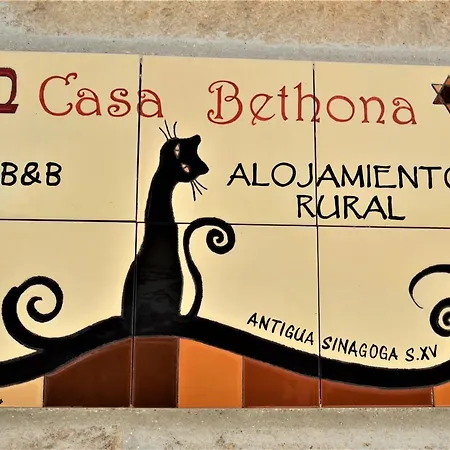 Casa Bethona
B&B
ALOJAMIENTO
RURAL
ANTIGUA SINAGOGA S.XV